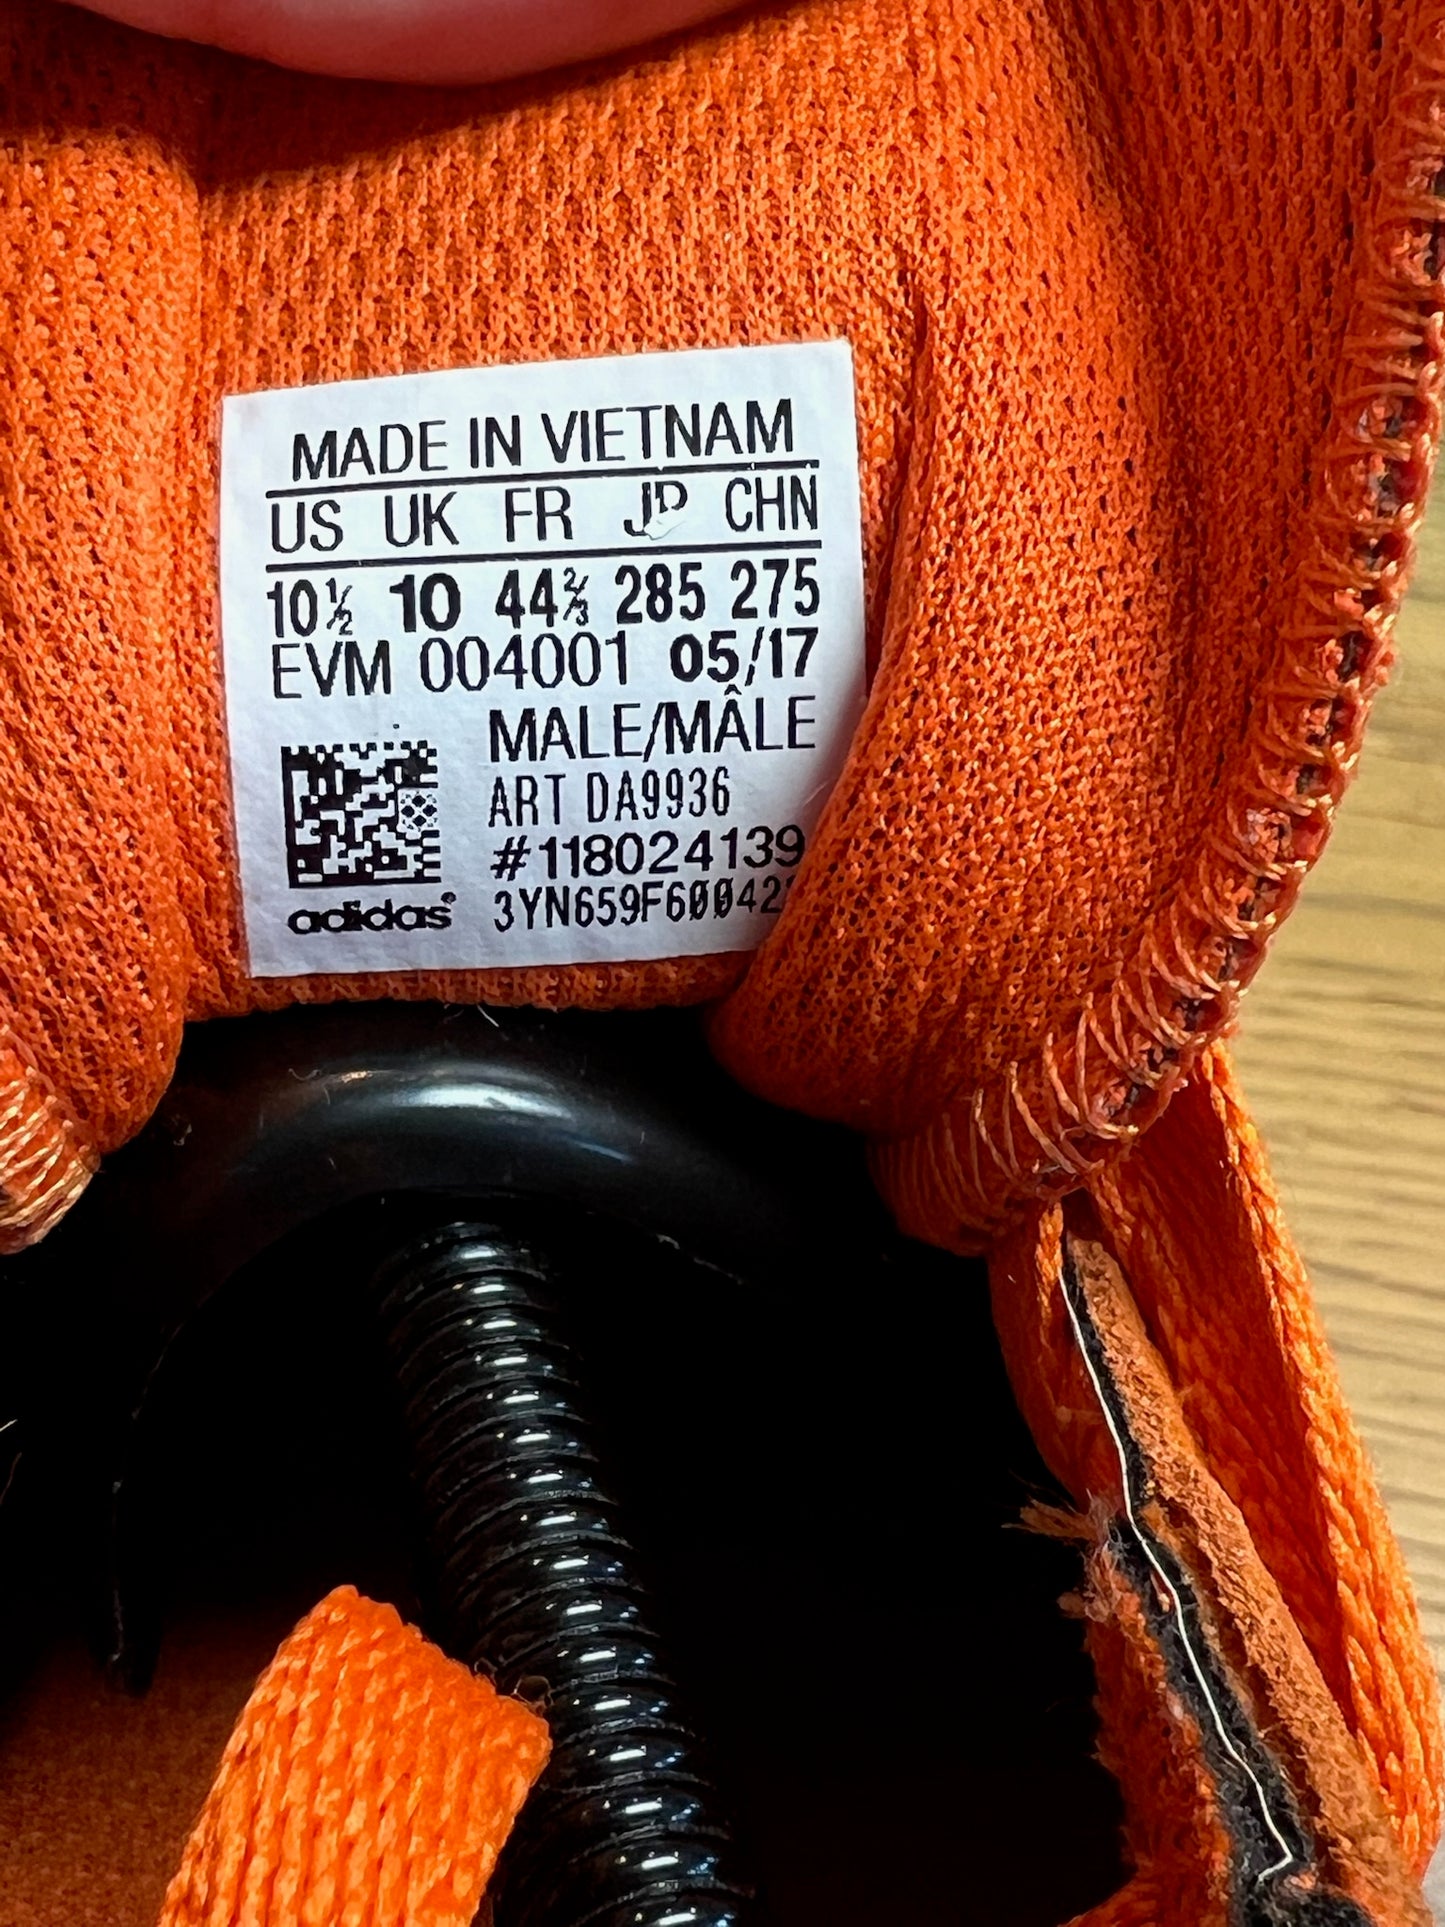 MADE IN VIETNAM
US UK FR JP CHN
10½ 10 44⅔ 285 275
EVM 004001 05/17
MALE/MÂLE
ART DA9936
#118024139
adidas®